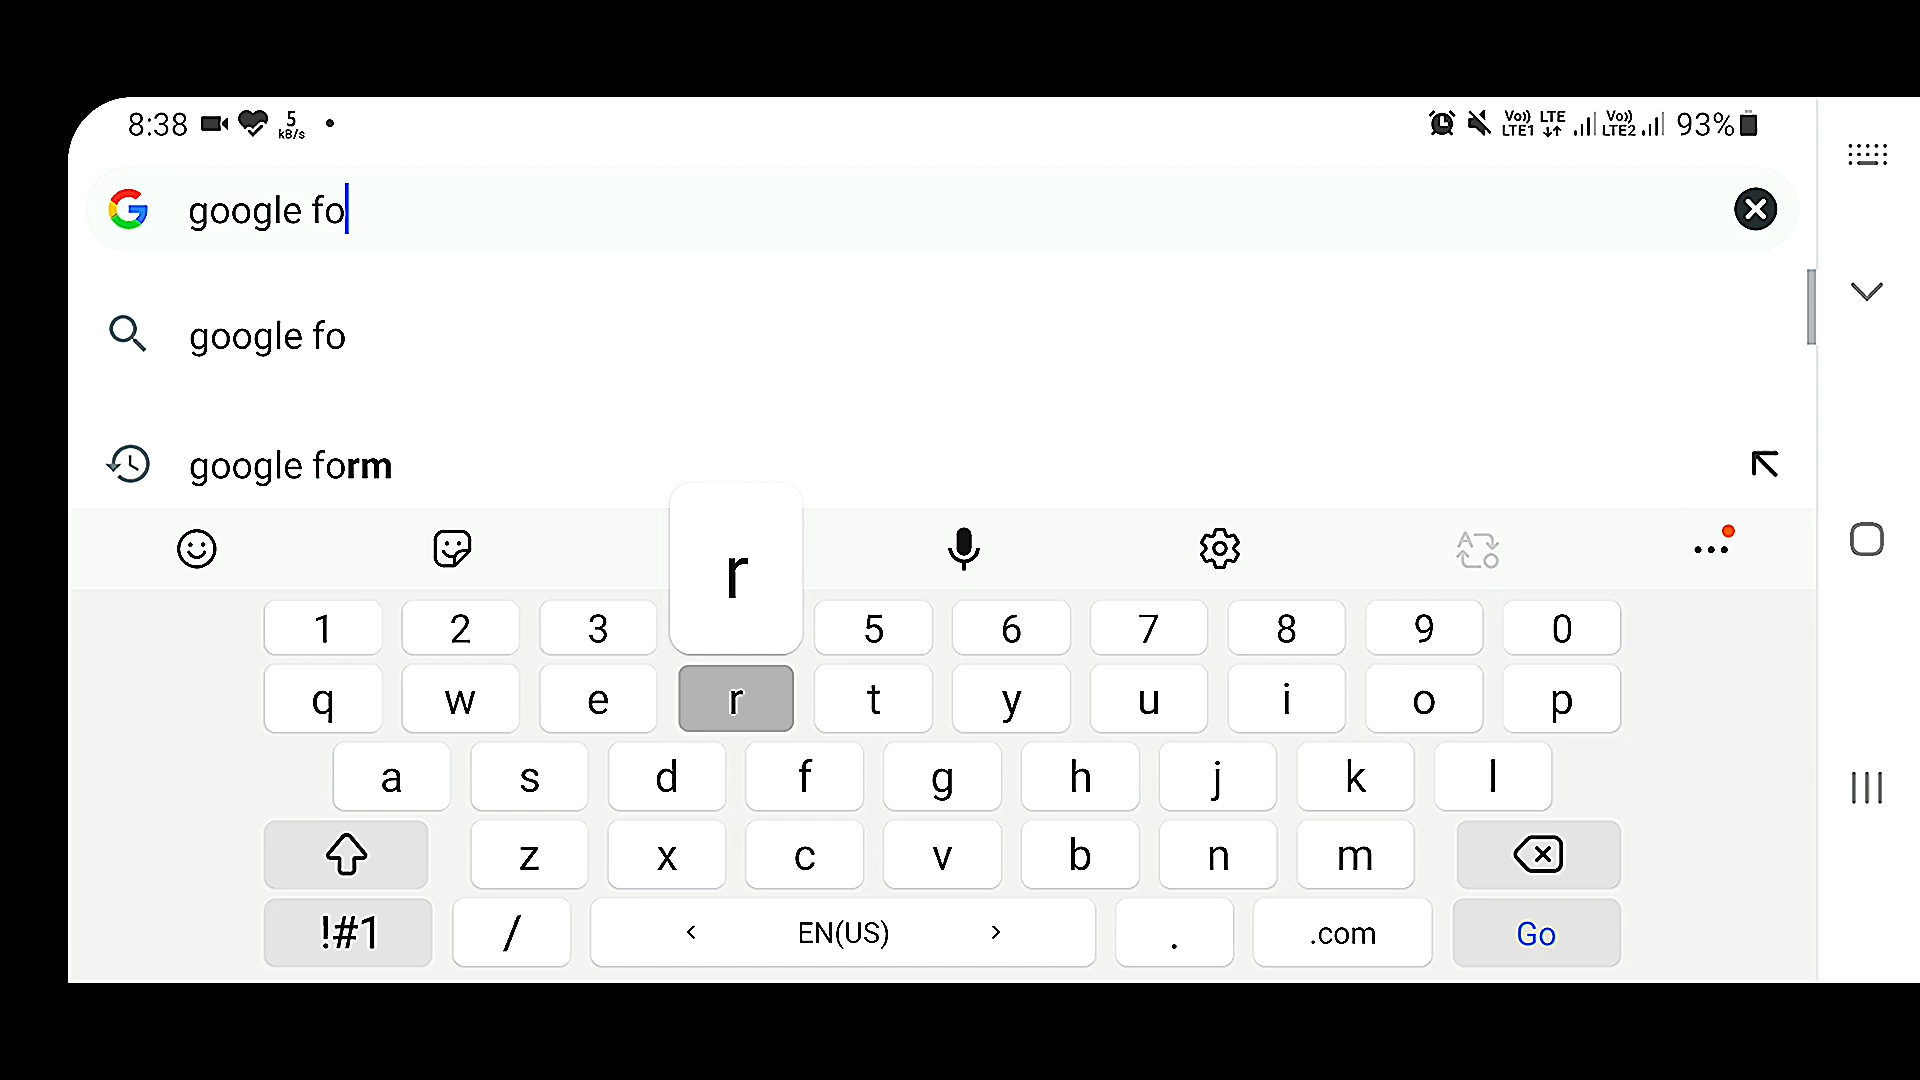 8:38 5 kB/s Vo)) LTE1 LTE Vo)) LTE2 93%
google fo
google fo
google form
r
1 2 3 5 6 7 8 9 0
q w e r t y u i o p
a s d f g h j k l
z x c v b n m
!#1 / < EN(US) > . .com Go